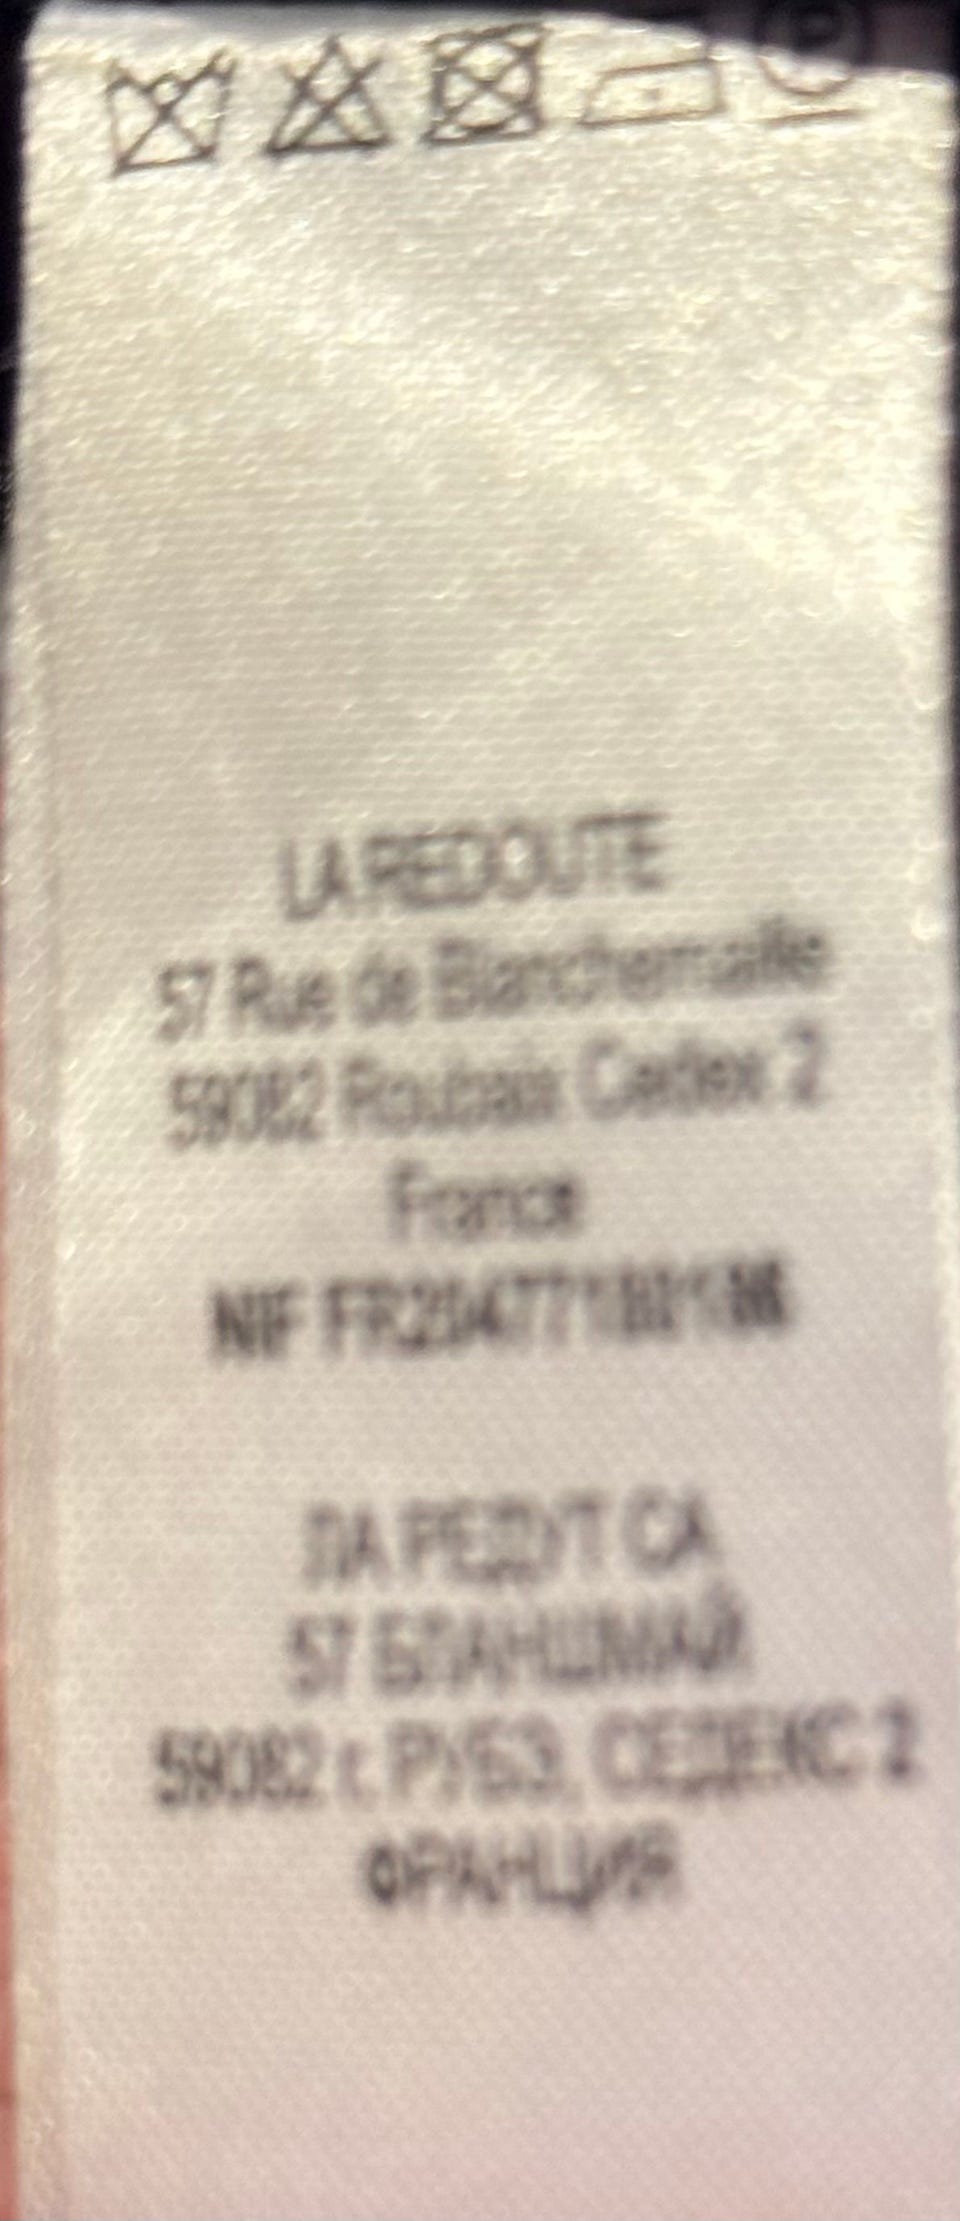 LA REDOUTE
57 Rue de Blanchemaille
59082 Roubaix Cedex 2
France
NIF
ЛА РЕДУТ СА
57 БЛАНШМАЙ
59082 г. РУБЭ, СЕДЕКС 2
ФРАНЦИЯ